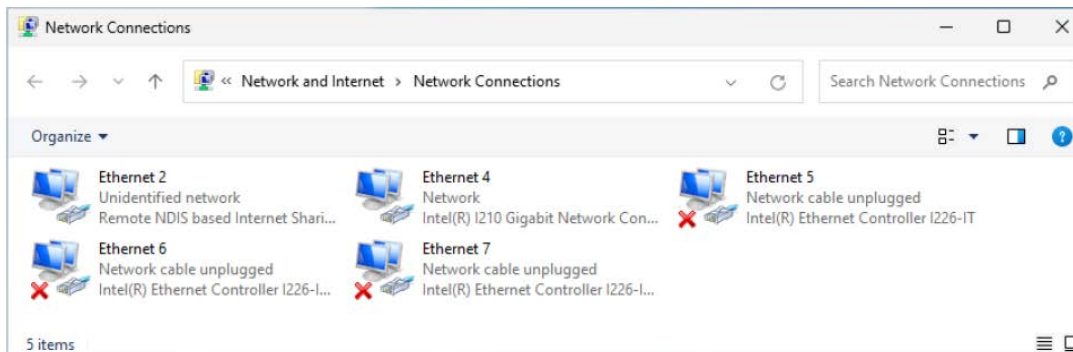 Network Connections
« Network and Internet > Network Connections
Search Network Connections
Organize
Ethernet 2
Unidentified network
Remote NDIS based Internet Shari...
Ethernet 4
Network
Intel(R) I210 Gigabit Network Con...
Ethernet 5
Network cable unplugged
Intel(R) Ethernet Controller I226-IT
Ethernet 6
Network cable unplugged
Intel(R) Ethernet Controller I226-I...
Ethernet 7
Network cable unplugged
Intel(R) Ethernet Controller I226-I...
5 items